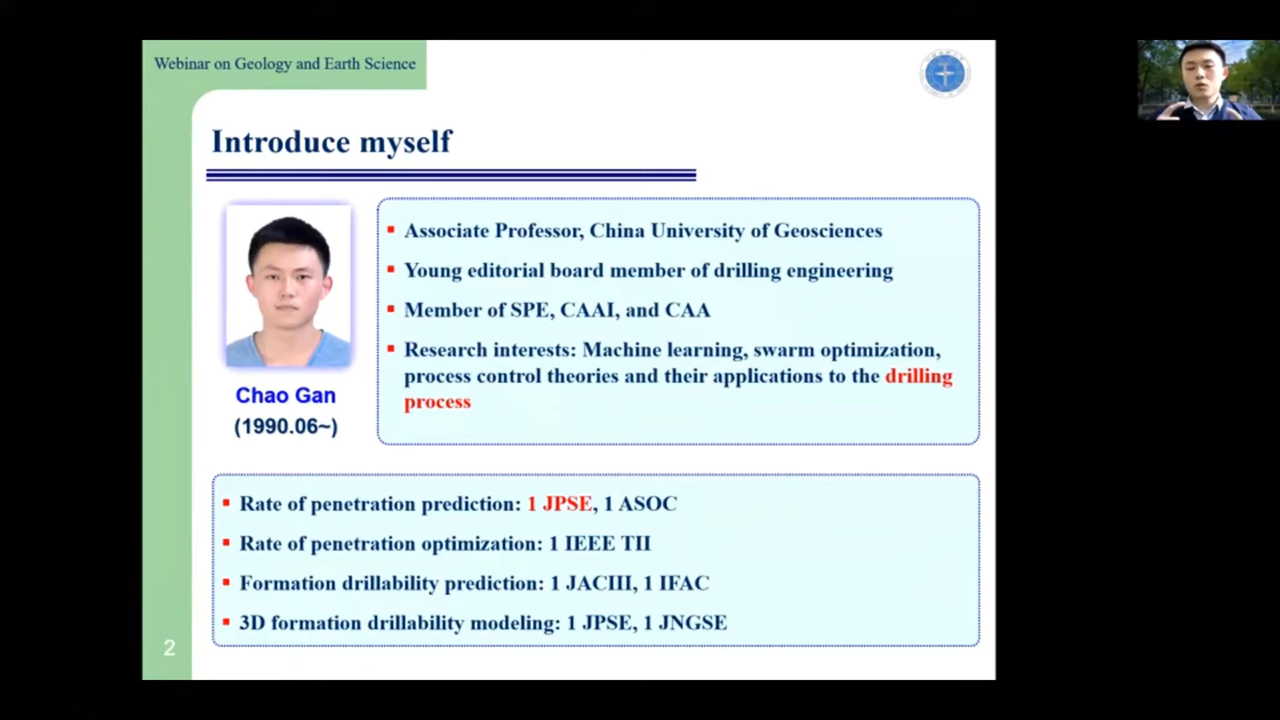 Webinar on Geology and Earth Science
Introduce myself
Chao Gan
(1990.06~)
Associate Professor, China University of Geosciences
Young editorial board member of drilling engineering
Member of SPE, CAAI, and CAA
Research interests: Machine learning, swarm optimization,
process control theories and their applications to the drilling
process
Rate of penetration prediction: 1 JPSE, 1 ASOC
Rate of penetration optimization: 1 IEEE TII
Formation drillability prediction: 1 JACIII, 1 IFAC
3D formation drillability modeling: 1 JPSE, 1 JNGSE
2